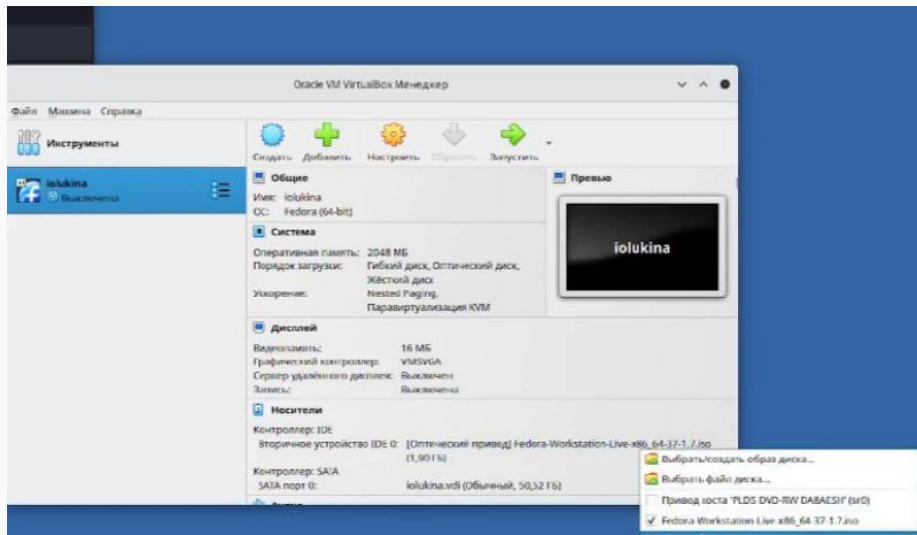 Oracle VM VirtualBox Менеджер
Файл Машина Справка
Инструменты
Создать Добавить Настроить Сбросить Запустить
iolukina
Выключена
Общие
Имя: iolukina
ОС: Fedora (64-bit)
Превью
iolukina
Система
Оперативная память: 2048 МБ
Порядок загрузки: Гибкий диск, Оптический диск,
Жёсткий диск
Ускорение: Nested Paging,
Паравиртуализация KVM
Дисплей
Видеопамять: 16 МБ
Графический контроллер: VMSVGA
Сервер удалённого дисплея: Выключен
Запись: Выключена
Носители
Контроллер: IDE
Вторичное устройство IDE 0: [Оптический привод] Fedora-Workstation-Live-x86_64-37-1.7.iso
(1,90 ГБ)
Контроллер: SATA
SATA порт 0: iolukina.vdi (Обычный, 50,52 ГБ)
Выбрать/создать образ диска...
Выбрать файл диска...
Привод хоста 'PLDS DVD-RW DA8AESH' (sr0)
Fedora-Workstation-Live-x86_64-37-1.7.iso